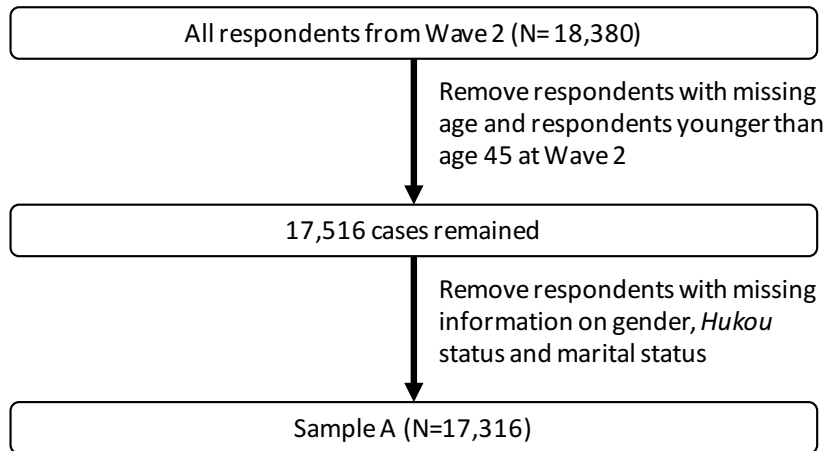 All respondents from Wave 2 (N= 18,380)
Remove respondents with missing
age and respondents younger than
age 45 at Wave 2
17,516 cases remained
Remove respondents with missing
information on gender, Hukou
status and marital status
Sample A (N=17,316)